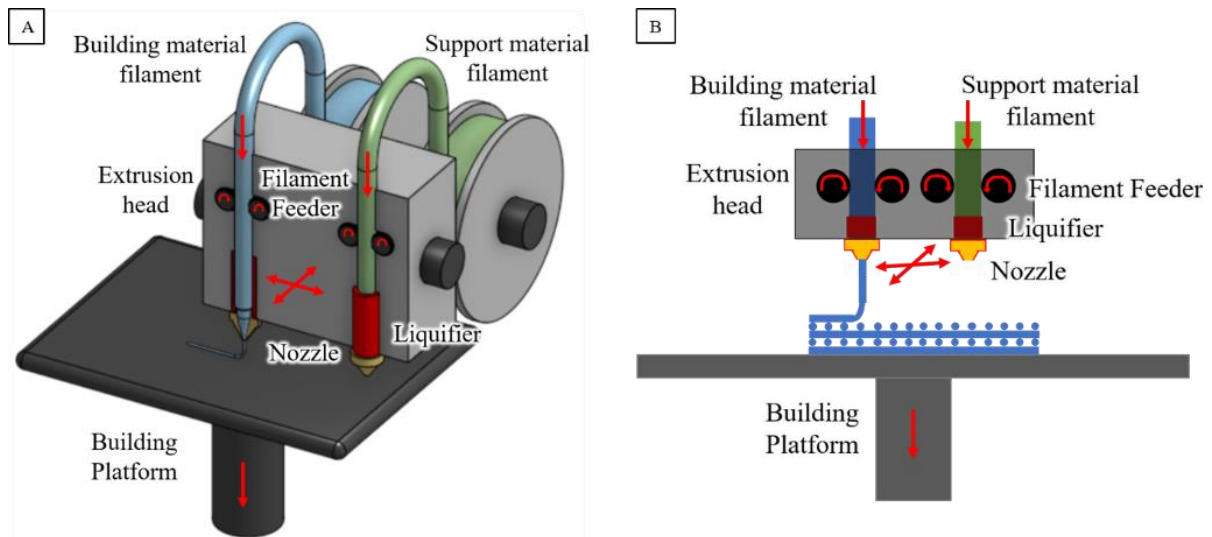 A
Building material
filament
Support material
filament
Extrusion
head
Filament
Feeder
Nozzle
Liquifier
Building
Platform
B
Building material
filament
Support material
filament
Extrusion
head
Filament Feeder
Liquifier
Nozzle
Building
Platform